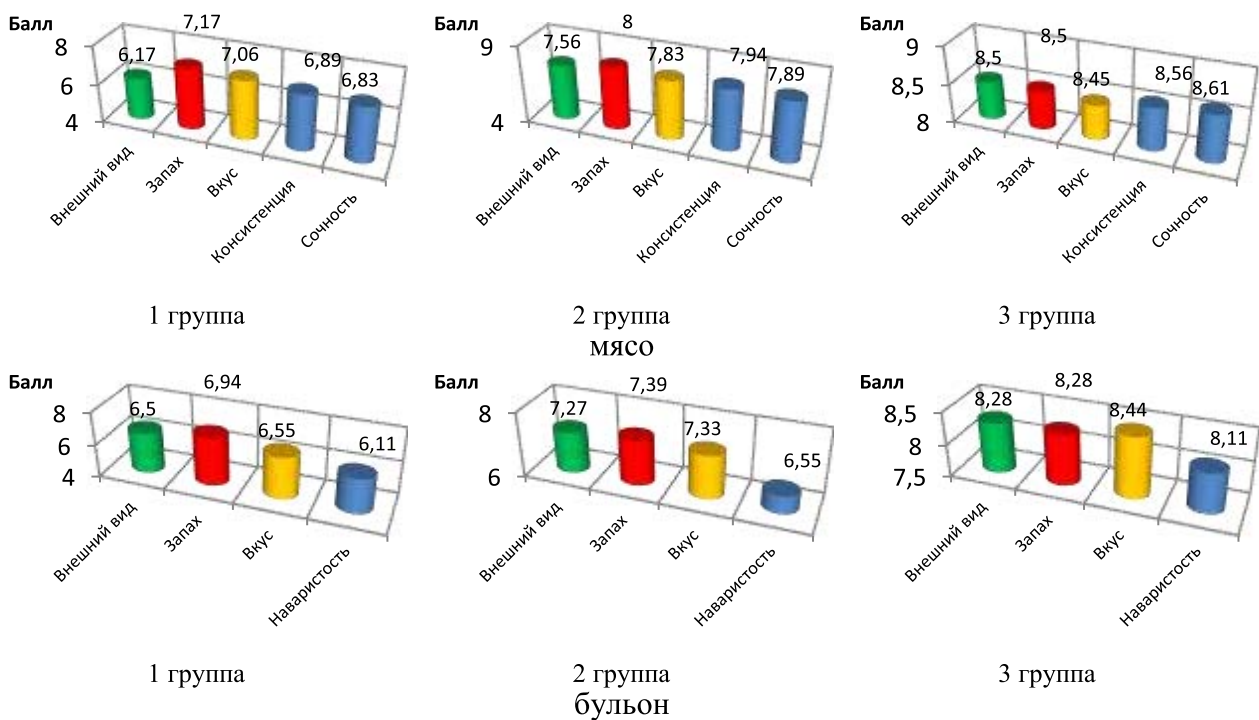 Балл
7,17
8
6,17
7,06
6,89
6,83
6
4
Внешний вид
Запах
Вкус
Консистенция
Сочность
1 группа
Балл
8
9
7,56
7,83
7,94
7,89
4
Внешний вид
Запах
Вкус
Консистенция
Сочность
2 группа
Балл
8,5
9
8,5
8,45
8,56
8,61
8,5
8
Внешний вид
Запах
Вкус
Консистенция
Сочность
3 группа
мясо
Балл
6,94
8
6,5
6,55
6,11
6
4
Внешний вид
Запах
Вкус
Наваристость
1 группа
Балл
7,39
8
7,27
7,33
6,55
6
Внешний вид
Запах
Вкус
Наваристость
2 группа
Балл
8,28
8,5
8,28
8,44
8,11
8
7,5
Внешний вид
Запах
Вкус
Наваристость
3 группа
бульон